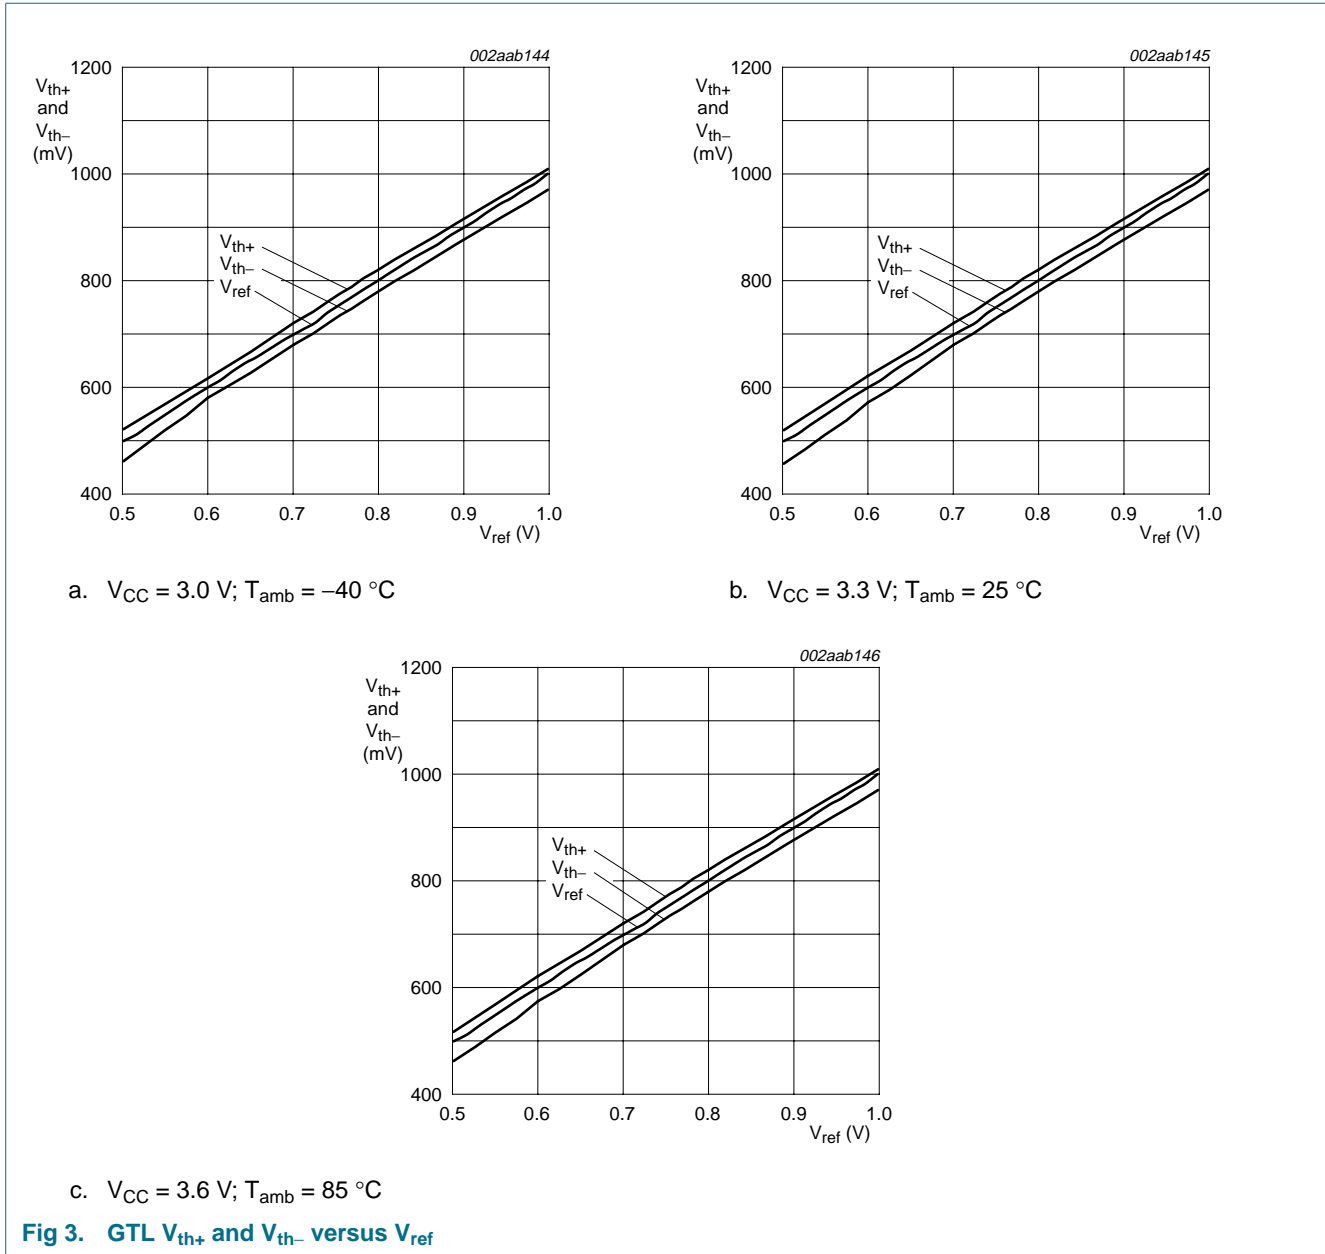 002aab144
1200
Vth+
and
Vth–
(mV)
1000
800
600
400
Vth+
Vth–
Vref
0.5 0.6 0.7 0.8 0.9 1.0
Vref (V)
a. VCC = 3.0 V; Tamb = –40 °C
002aab145
1200
Vth+
and
Vth–
(mV)
1000
800
600
400
Vth+
Vth–
Vref
0.5 0.6 0.7 0.8 0.9 1.0
Vref (V)
b. VCC = 3.3 V; Tamb = 25 °C
002aab146
1200
Vth+
and
Vth–
(mV)
1000
800
600
400
Vth+
Vth–
Vref
0.5 0.6 0.7 0.8 0.9 1.0
Vref (V)
c. VCC = 3.6 V; Tamb = 85 °C
Fig 3. GTL Vth+ and Vth– versus Vref